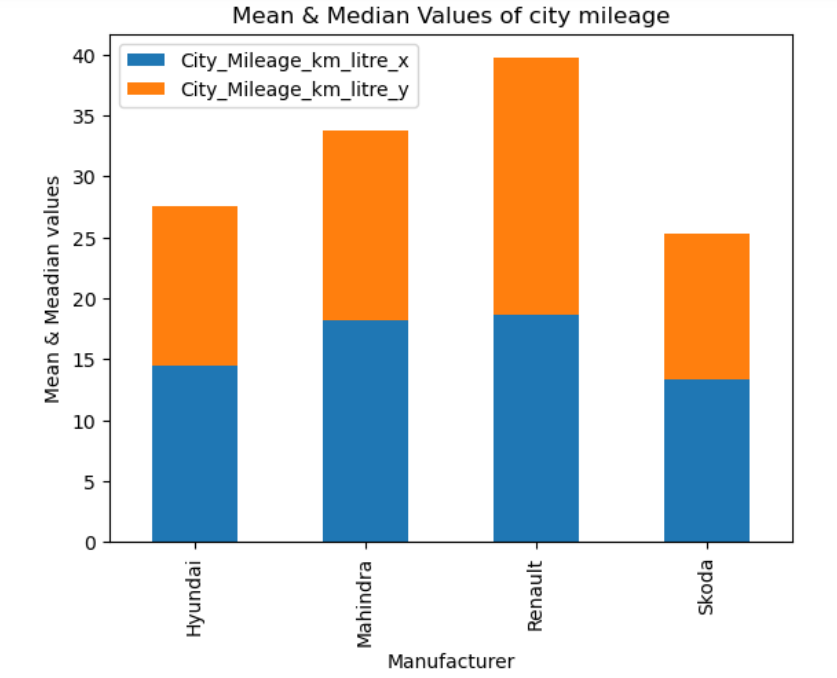 Mean & Median Values of city mileage
City_Mileage_km_litre_x
City_Mileage_km_litre_y
Mean & Meadian values
40
35
30
25
20
15
10
5
0
Hyundai
Mahindra
Renault
Skoda
Manufacturer